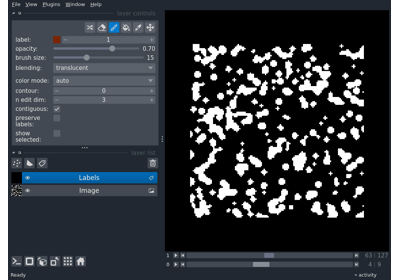 File View Plugins Window Help
layer controls
label: 1
opacity: 0.70
brush size: 15
blending: translucent
color mode: auto
contour: 0
n edit dim: 3
contiguous:
preserve
labels:
show
selected:
layer list
Labels
Image
1 63 127
0 4 9
Ready activity